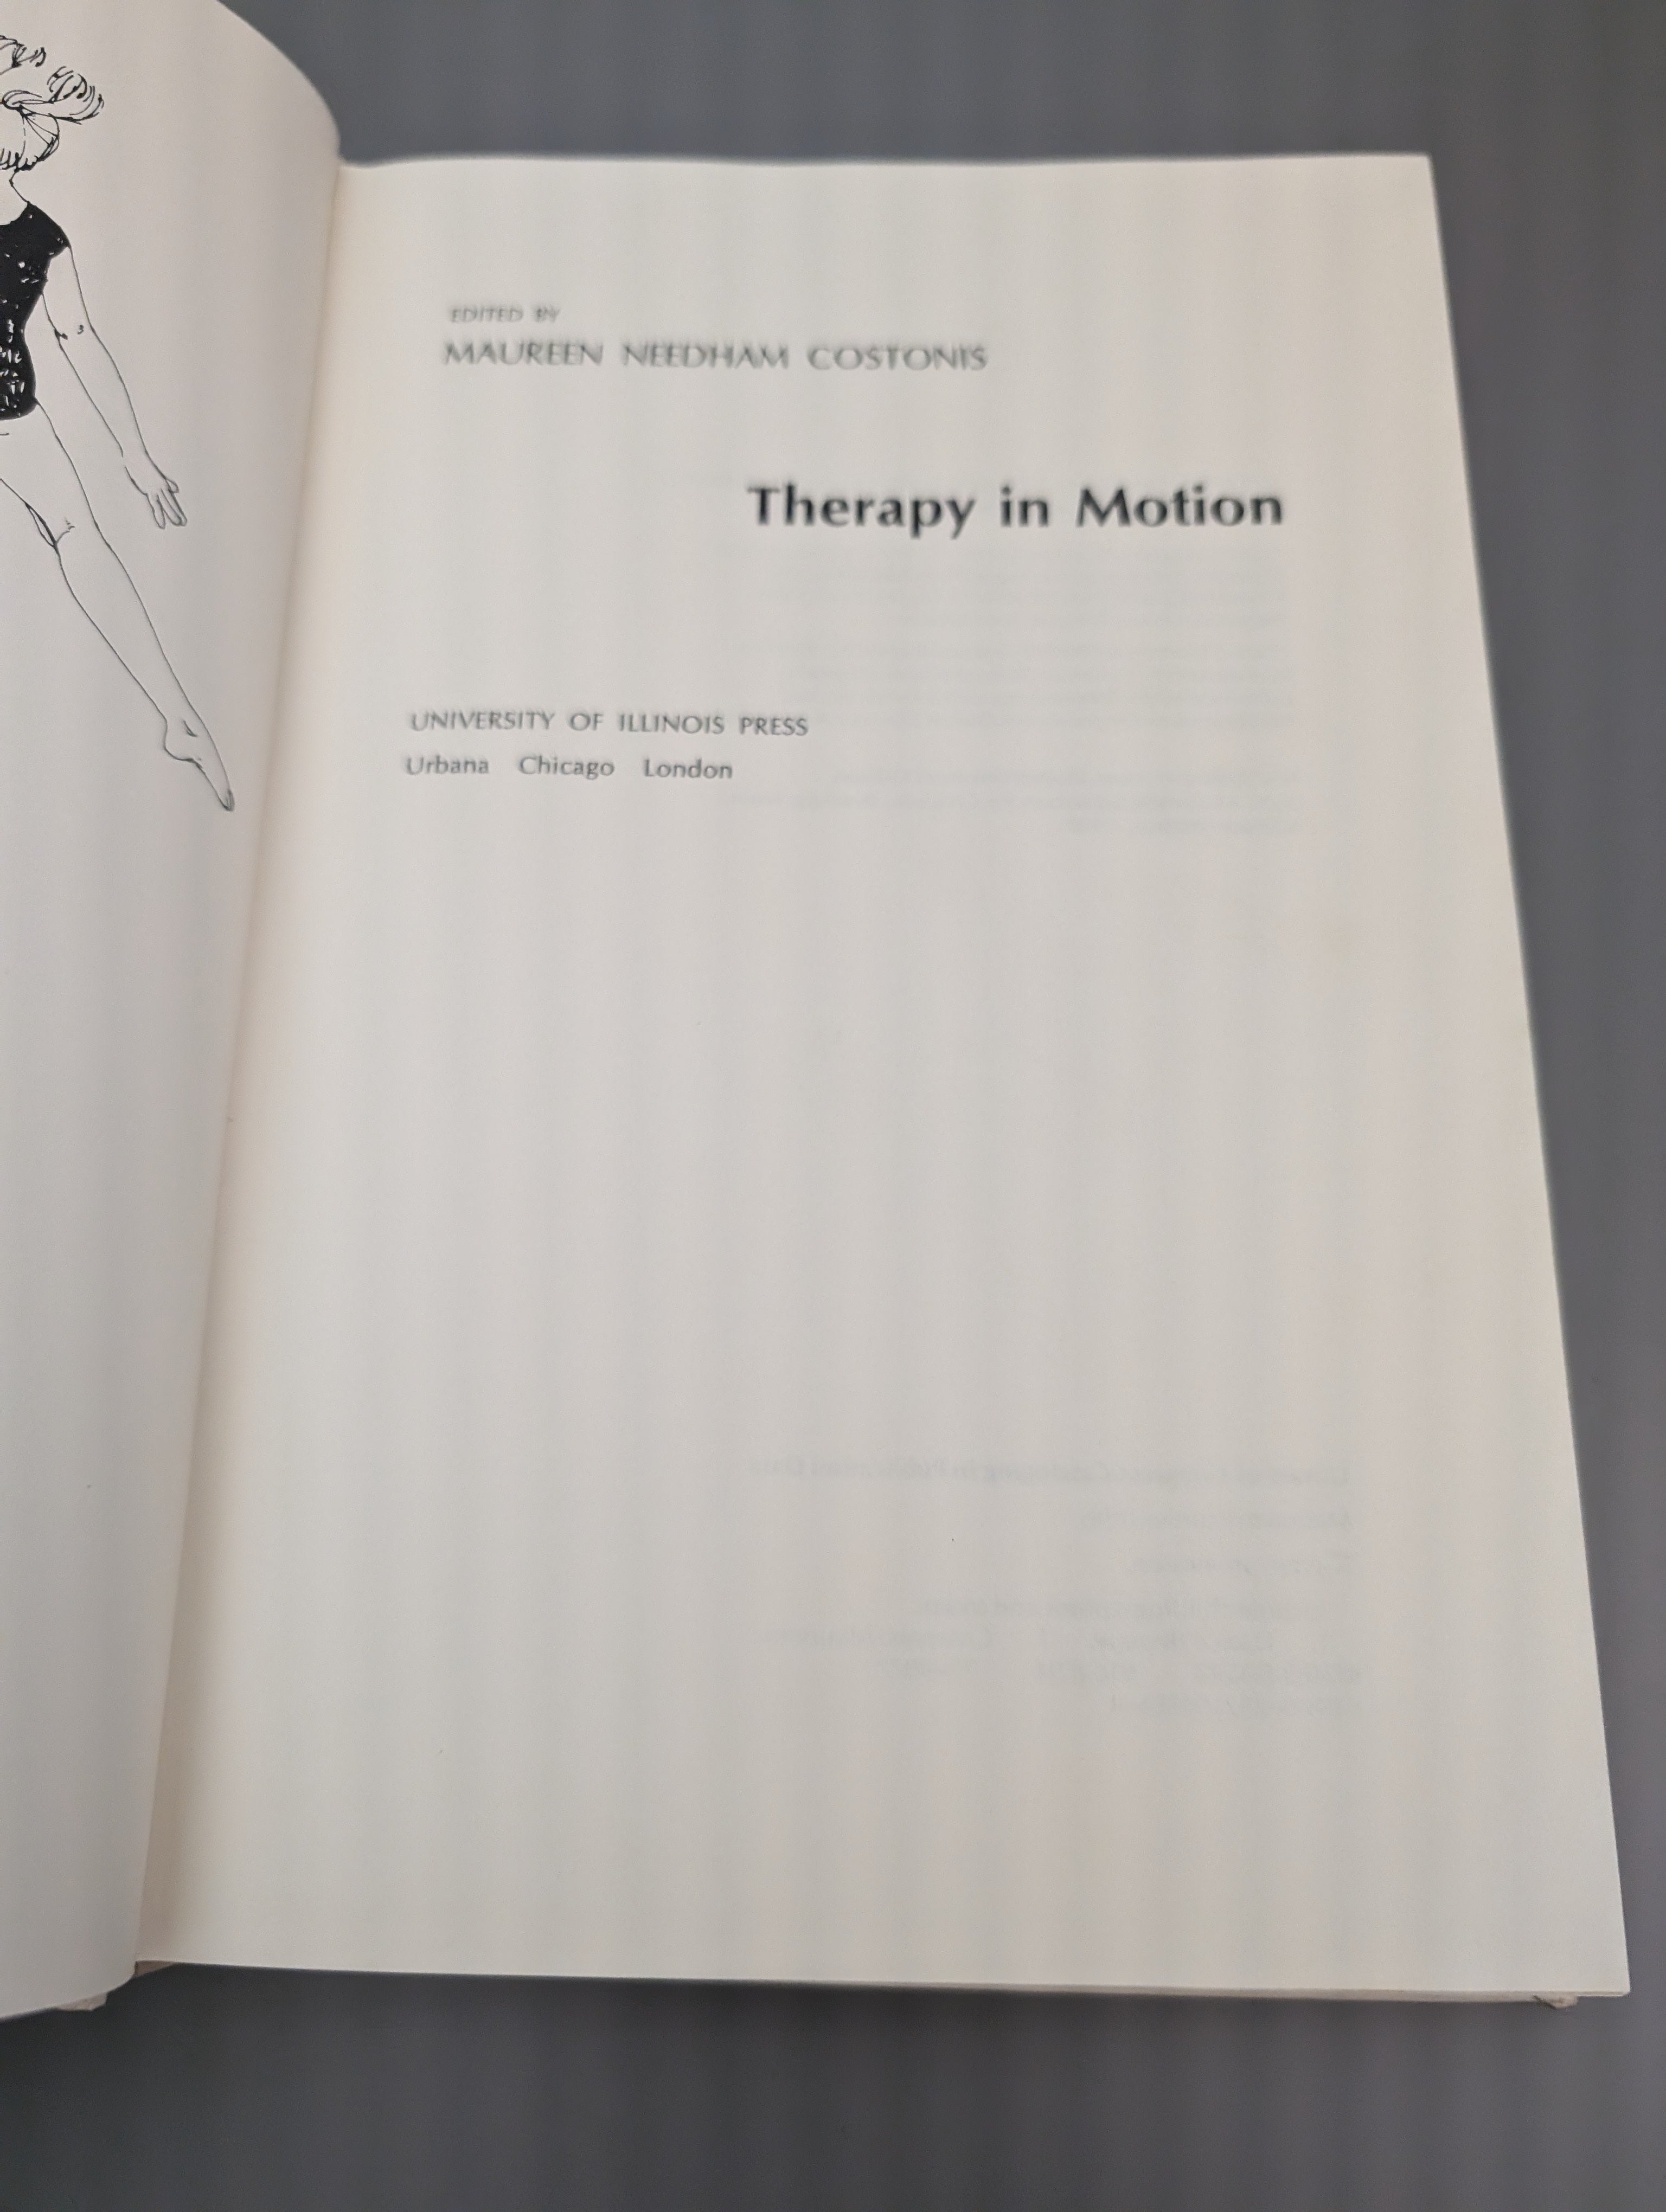 EDITED BY
MAUREEN NEEDHAM COSTONIS
Therapy in Motion
UNIVERSITY OF ILLINOIS PRESS
Urbana Chicago London